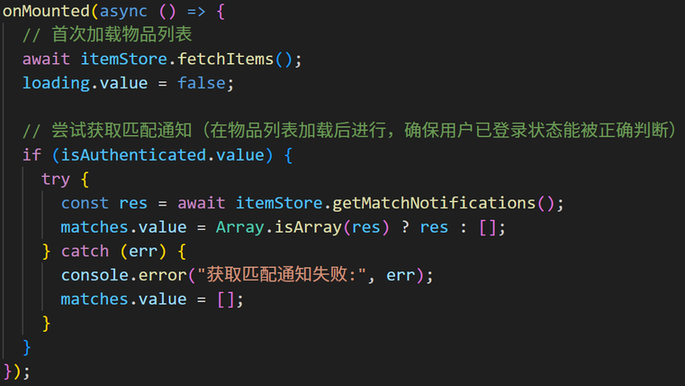 onMounted(async () => {
  // 首次加载物品列表
  await itemStore.fetchItems();
  loading.value = false;

  // 尝试获取匹配通知（在物品列表加载后进行，确保用户已登录状态能被正确判断）
  if (isAuthenticated.value) {
    try {
      const res = await itemStore.getMatchNotifications();
      matches.value = Array.isArray(res) ? res : [];
    } catch (err) {
      console.error("获取匹配通知失败:", err);
      matches.value = [];
    }
  }
});